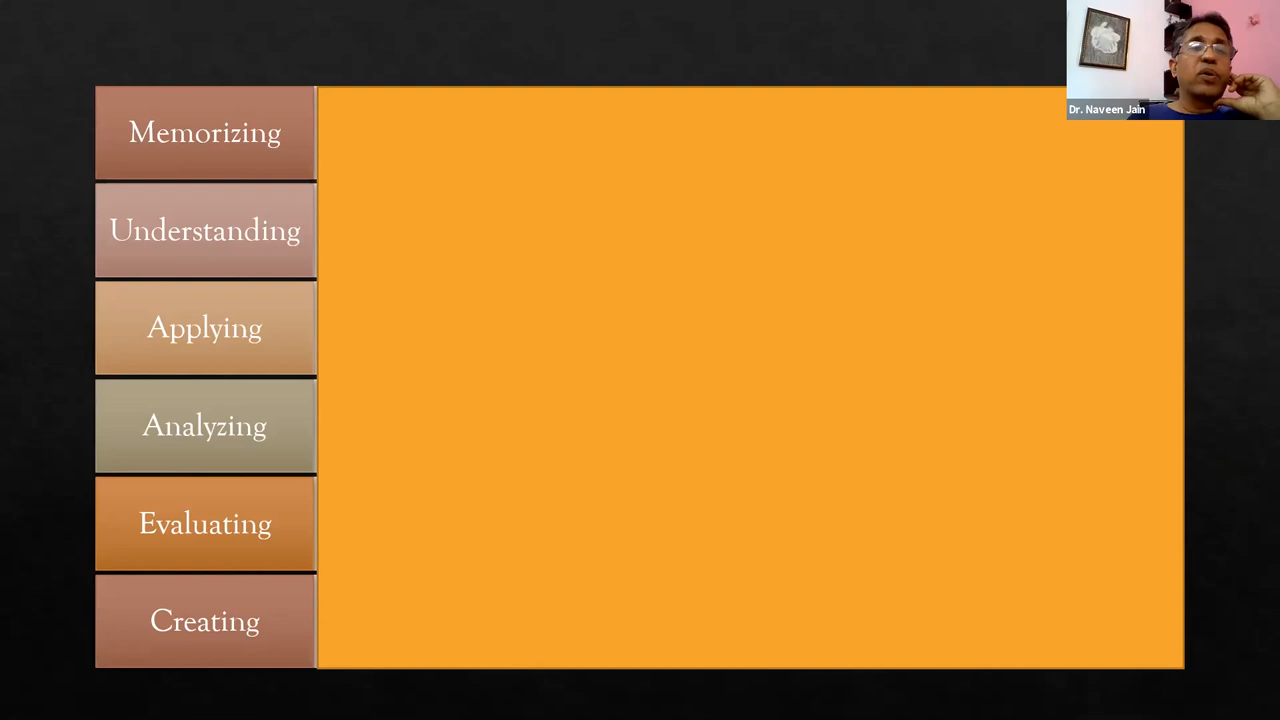 Dr. Naveen Jain
Memorizing
Understanding
Applying
Analyzing
Evaluating
Creating